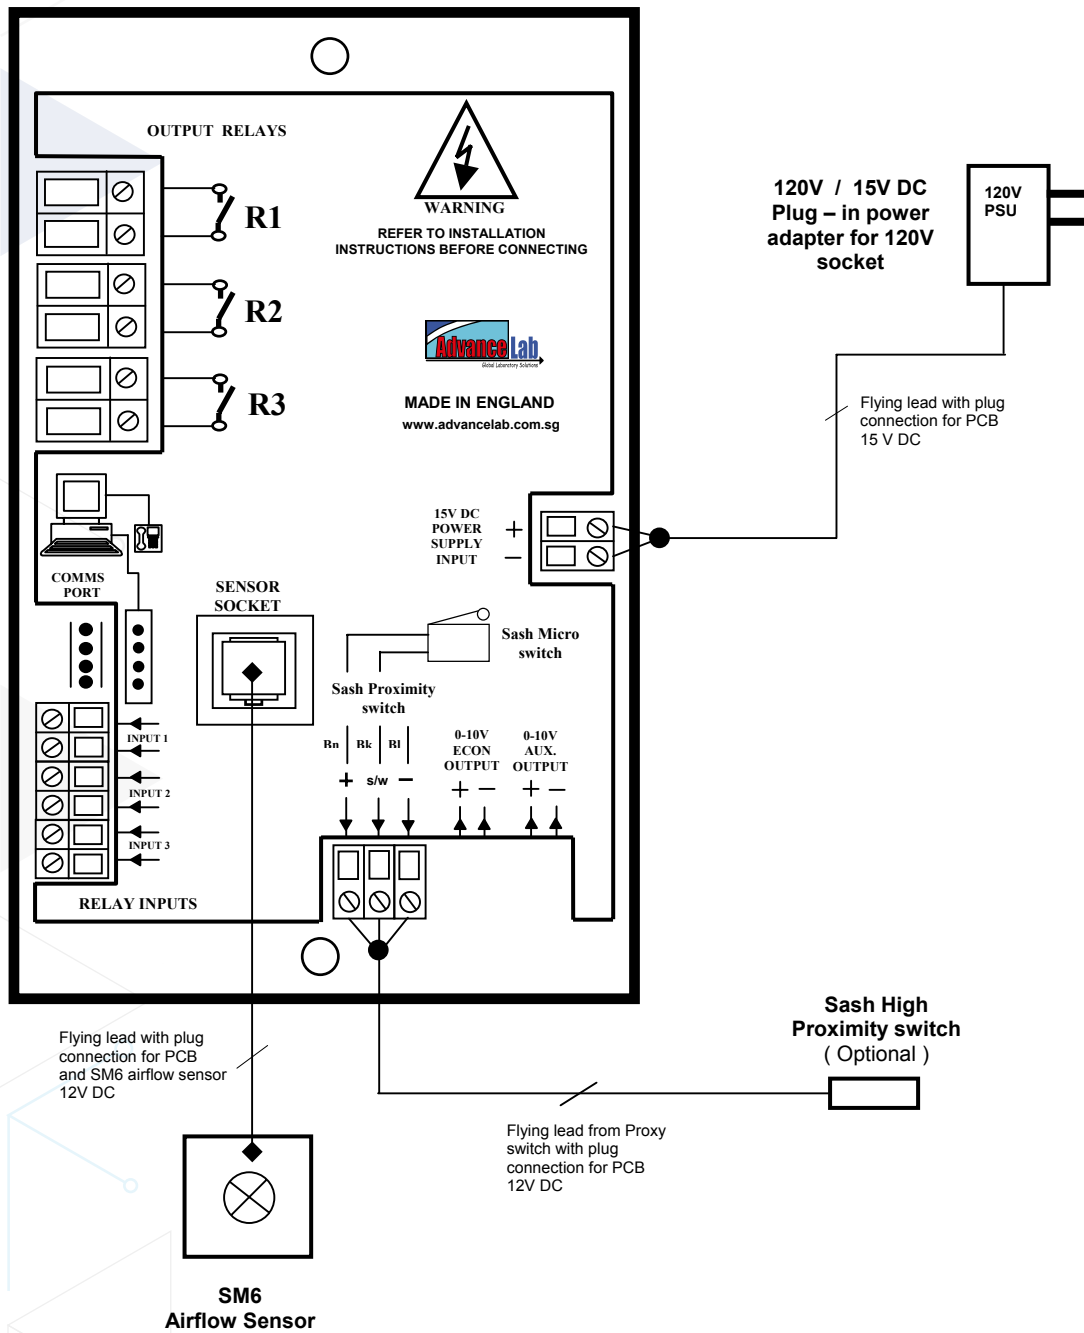 OUTPUT RELAYS
R1
R2
R3
WARNING
REFER TO INSTALLATION
INSTRUCTIONS BEFORE CONNECTING
AdvanceLab
Global Laboratory Solutions
MADE IN ENGLAND
www.advancelab.com.sg
120V / 15V DC
Plug – in power
adapter for 120V
socket
120V
PSU
Flying lead with plug
connection for PCB
15 V DC
15V DC
POWER
SUPPLY
INPUT
+
–
COMMS
PORT
SENSOR
SOCKET
Sash Micro
switch
Sash Proximity
switch
Bn
Bk
Bl
+
s/w
–
0-10V
ECON
OUTPUT
+ –
0-10V
AUX.
OUTPUT
+ –
INPUT 1
INPUT 2
INPUT 3
RELAY INPUTS
Flying lead with plug
connection for PCB
and SM6 airflow sensor
12V DC
Sash High
Proximity switch
( Optional )
Flying lead from Proxy
switch with plug
connection for PCB
12V DC
SM6
Airflow Sensor